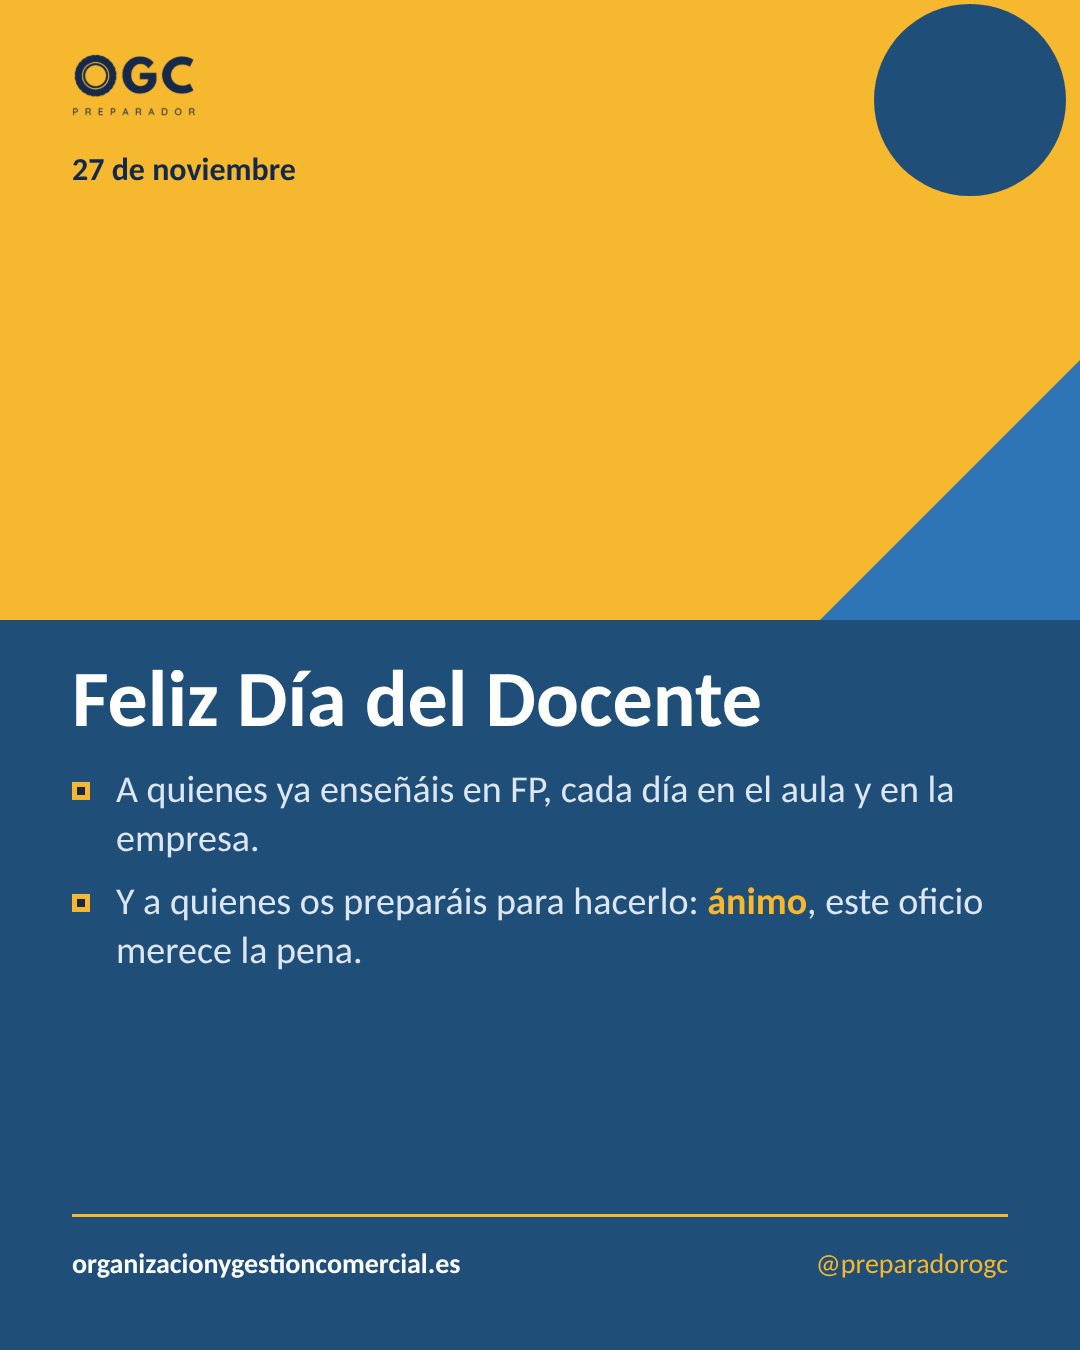 OGC
PREPARADOR
27 de noviembre
Feliz Día del Docente
A quienes ya enseñáis en FP, cada día en el aula y en la
empresa.
Y a quienes os preparáis para hacerlo: ánimo, este oficio
merece la pena.
organizacionygestioncomercial.es
@preparadorogc